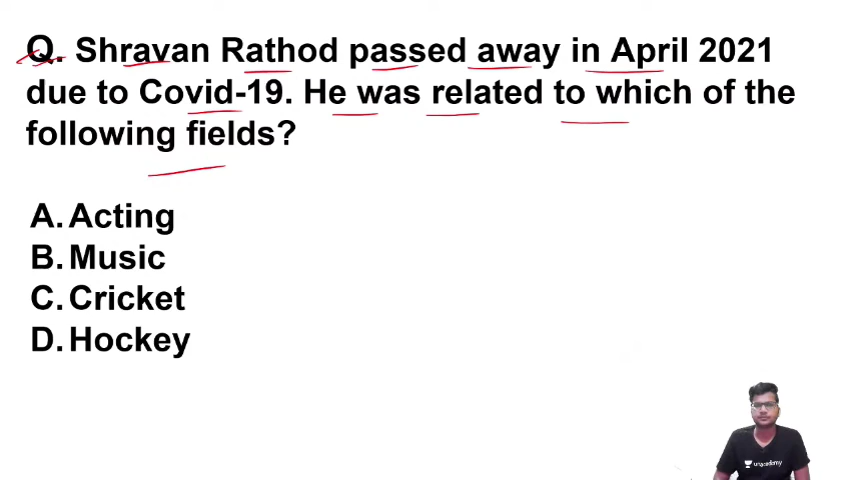 Q. Shravan Rathod passed away in April 2021
due to Covid-19. He was related to which of the
following fields?
A. Acting
B. Music
C. Cricket
D. Hockey
unacademy